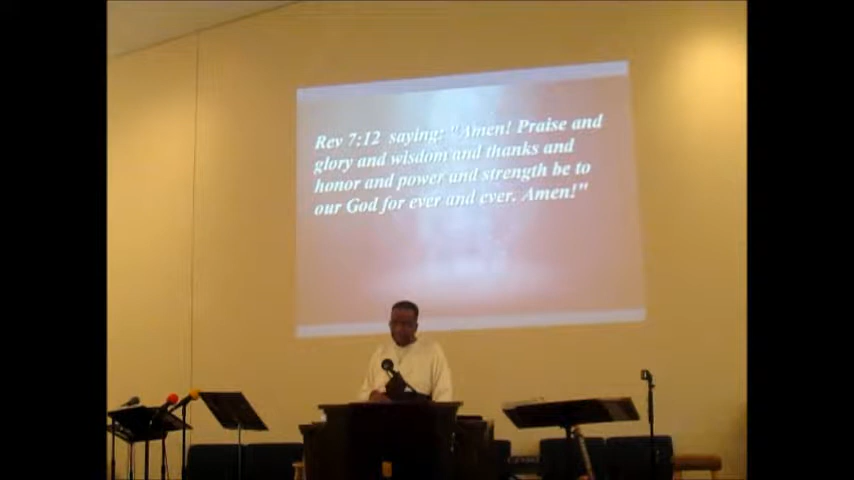 Rev 7:12 saying: "Amen! Praise and
glory and wisdom and thanks and
honor and power and strength be to
our God for ever and ever. Amen!"